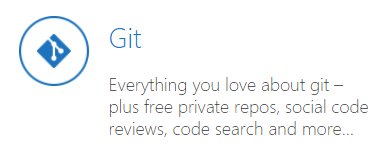 Git
Everything you love about git –
plus free private repos, social code
reviews, code search and more...